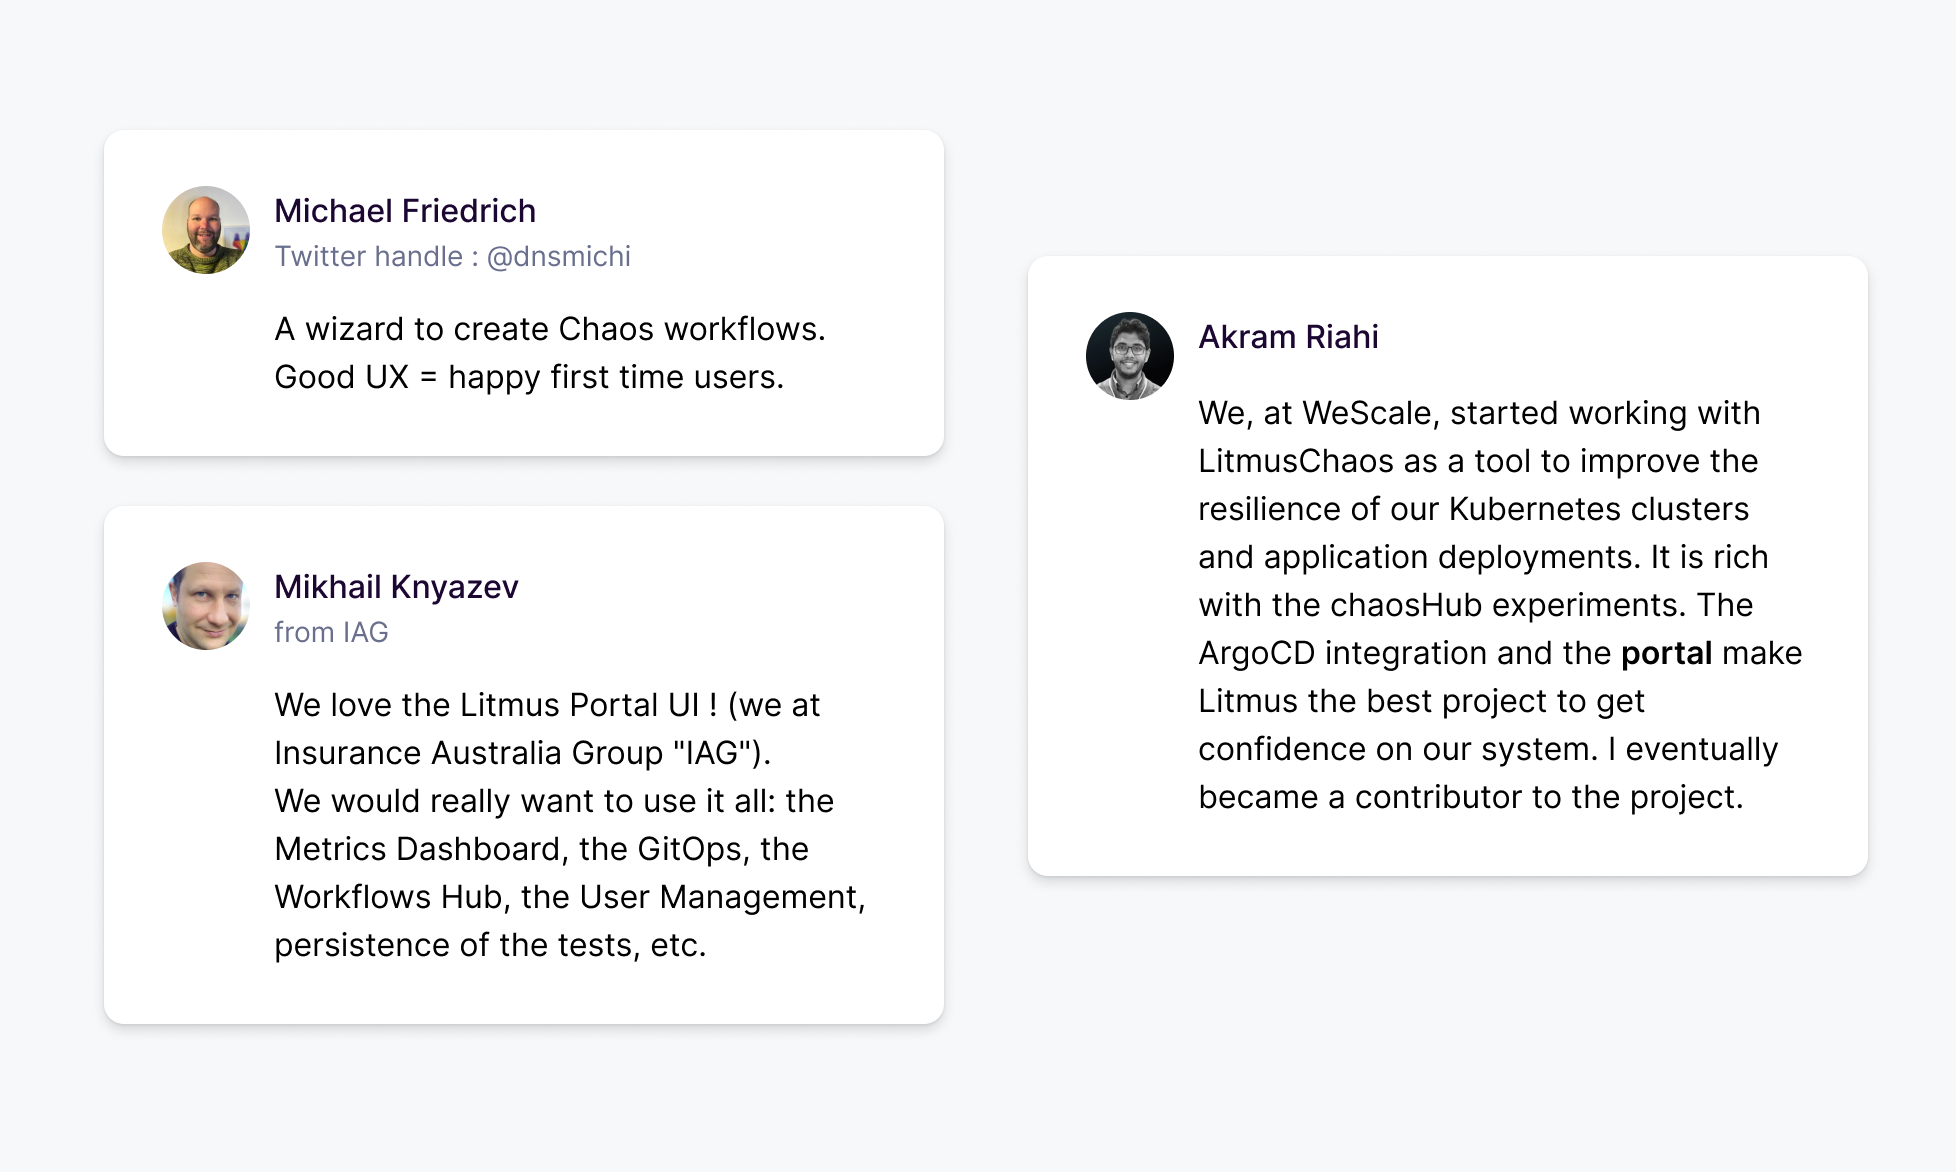 Michael Friedrich
Twitter handle : @dnsmichi
A wizard to create Chaos workflows.
Good UX = happy first time users.
Mikhail Knyazev
from IAG
We love the Litmus Portal UI ! (we at
Insurance Australia Group "IAG").
We would really want to use it all: the
Metrics Dashboard, the GitOps, the
Workflows Hub, the User Management,
persistence of the tests, etc.
Akram Riahi
We, at WeScale, started working with
LitmusChaos as a tool to improve the
resilience of our Kubernetes clusters
and application deployments. It is rich
with the chaosHub experiments. The
ArgoCD integration and the portal make
Litmus the best project to get
confidence on our system. I eventually
became a contributor to the project.